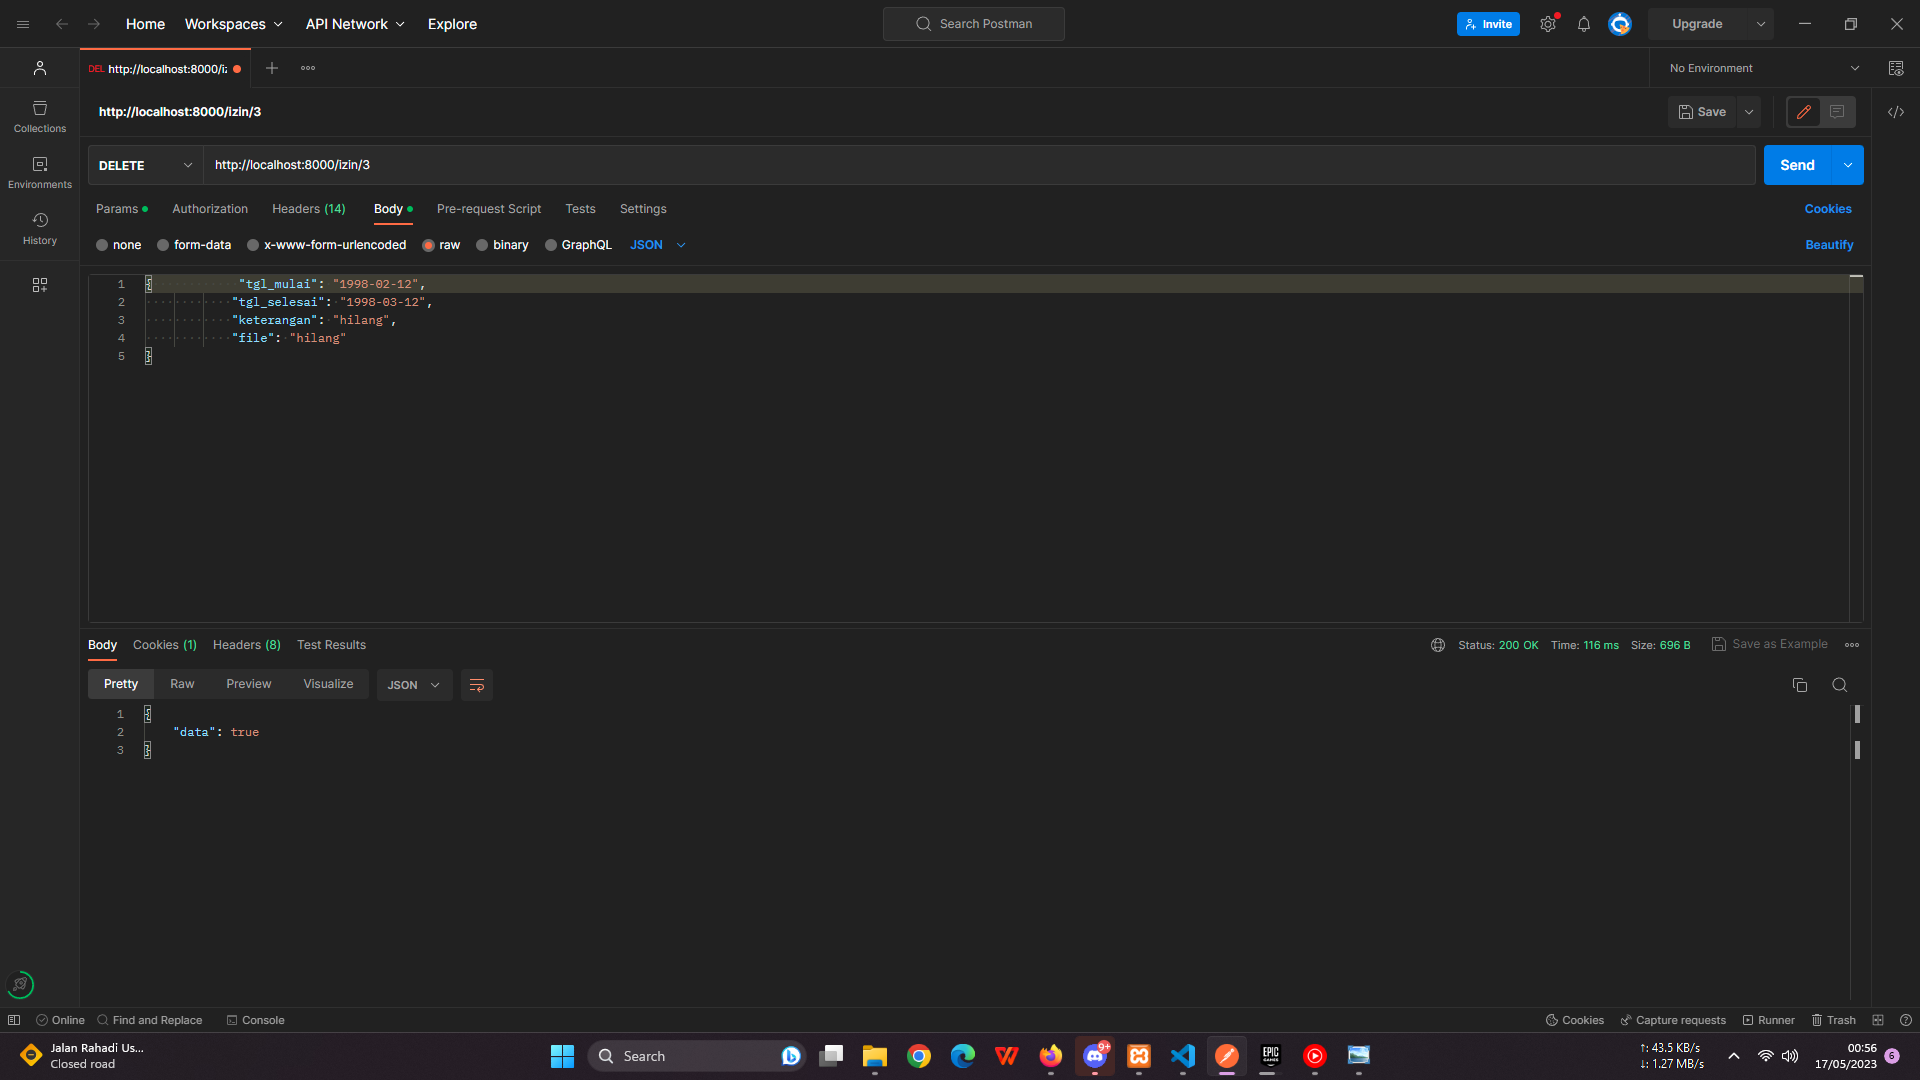 Home Workspaces API Network Explore Search Postman Invite Upgrade
DEL http://localhost:8000/iz No Environment
http://localhost:8000/izin/3 Save
Collections
Environments
History
DELETE http://localhost:8000/izin/3 Send
Params Authorization Headers (14) Body Pre-request Script Tests Settings Cookies
none form-data x-www-form-urlencoded raw binary GraphQL JSON Beautify
1 { "tgl_mulai": "1998-02-12",
2 "tgl_selesai": "1998-03-12",
3 "keterangan": "hilang",
4 "file": "hilang"
5 }
Body Cookies (1) Headers (8) Test Results Status: 200 OK Time: 116 ms Size: 696 B Save as Example
Pretty Raw Preview Visualize JSON
1 {
2 "data": true
3 }
Online Find and Replace Console Cookies Capture requests Runner Trash
Jalan Rahadi Us...
Closed road
Search
9+
EPIC
GAMES
↑: 43.5 KB/s
↓: 1.27 MB/s
00:56
17/05/2023
6